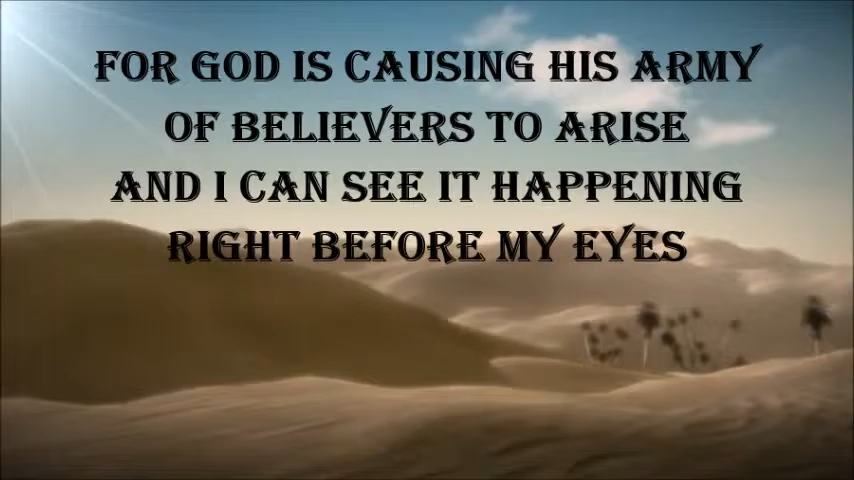 FOR GOD IS CAUSING HIS ARMY
OF BELIEVERS TO ARISE
AND I CAN SEE IT HAPPENING
RIGHT BEFORE MY EYES